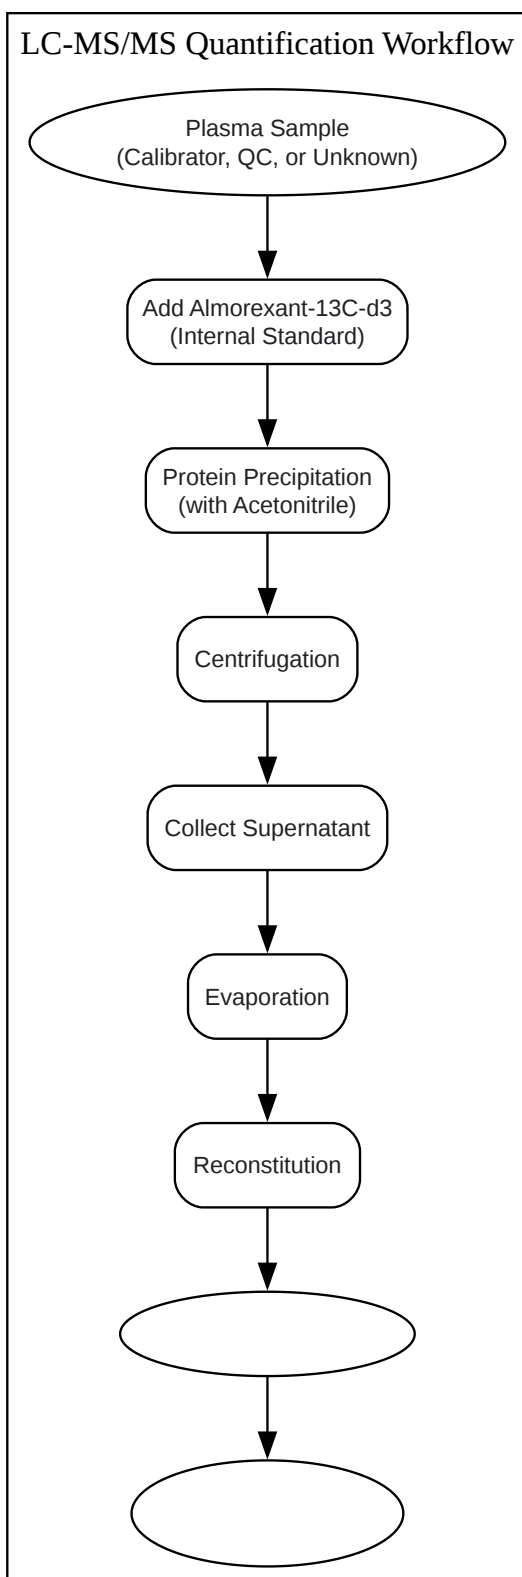 LC-MS/MS Quantification Workflow
Plasma Sample
(Calibrator, QC, or Unknown)
Add Almorexant-13C-d3
(Internal Standard)
Protein Precipitation
(with Acetonitrile)
Centrifugation
Collect Supernatant
Evaporation
Reconstitution